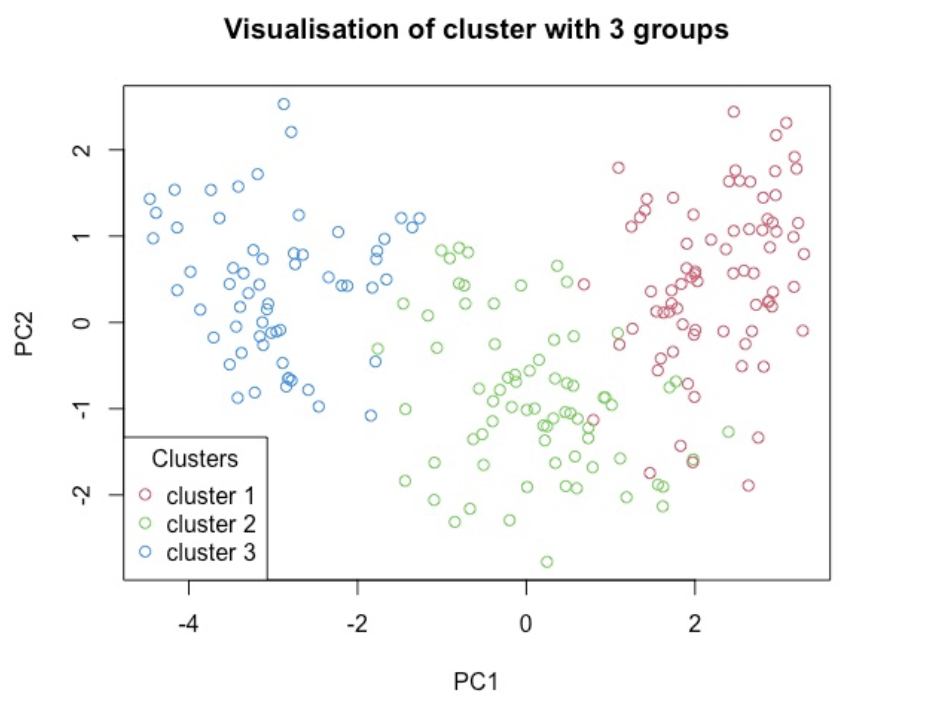 Visualisation of cluster with 3 groups
2
1
0
-1
-2
PC2
Clusters
cluster 1
cluster 2
cluster 3
-4 -2 0 2
PC1